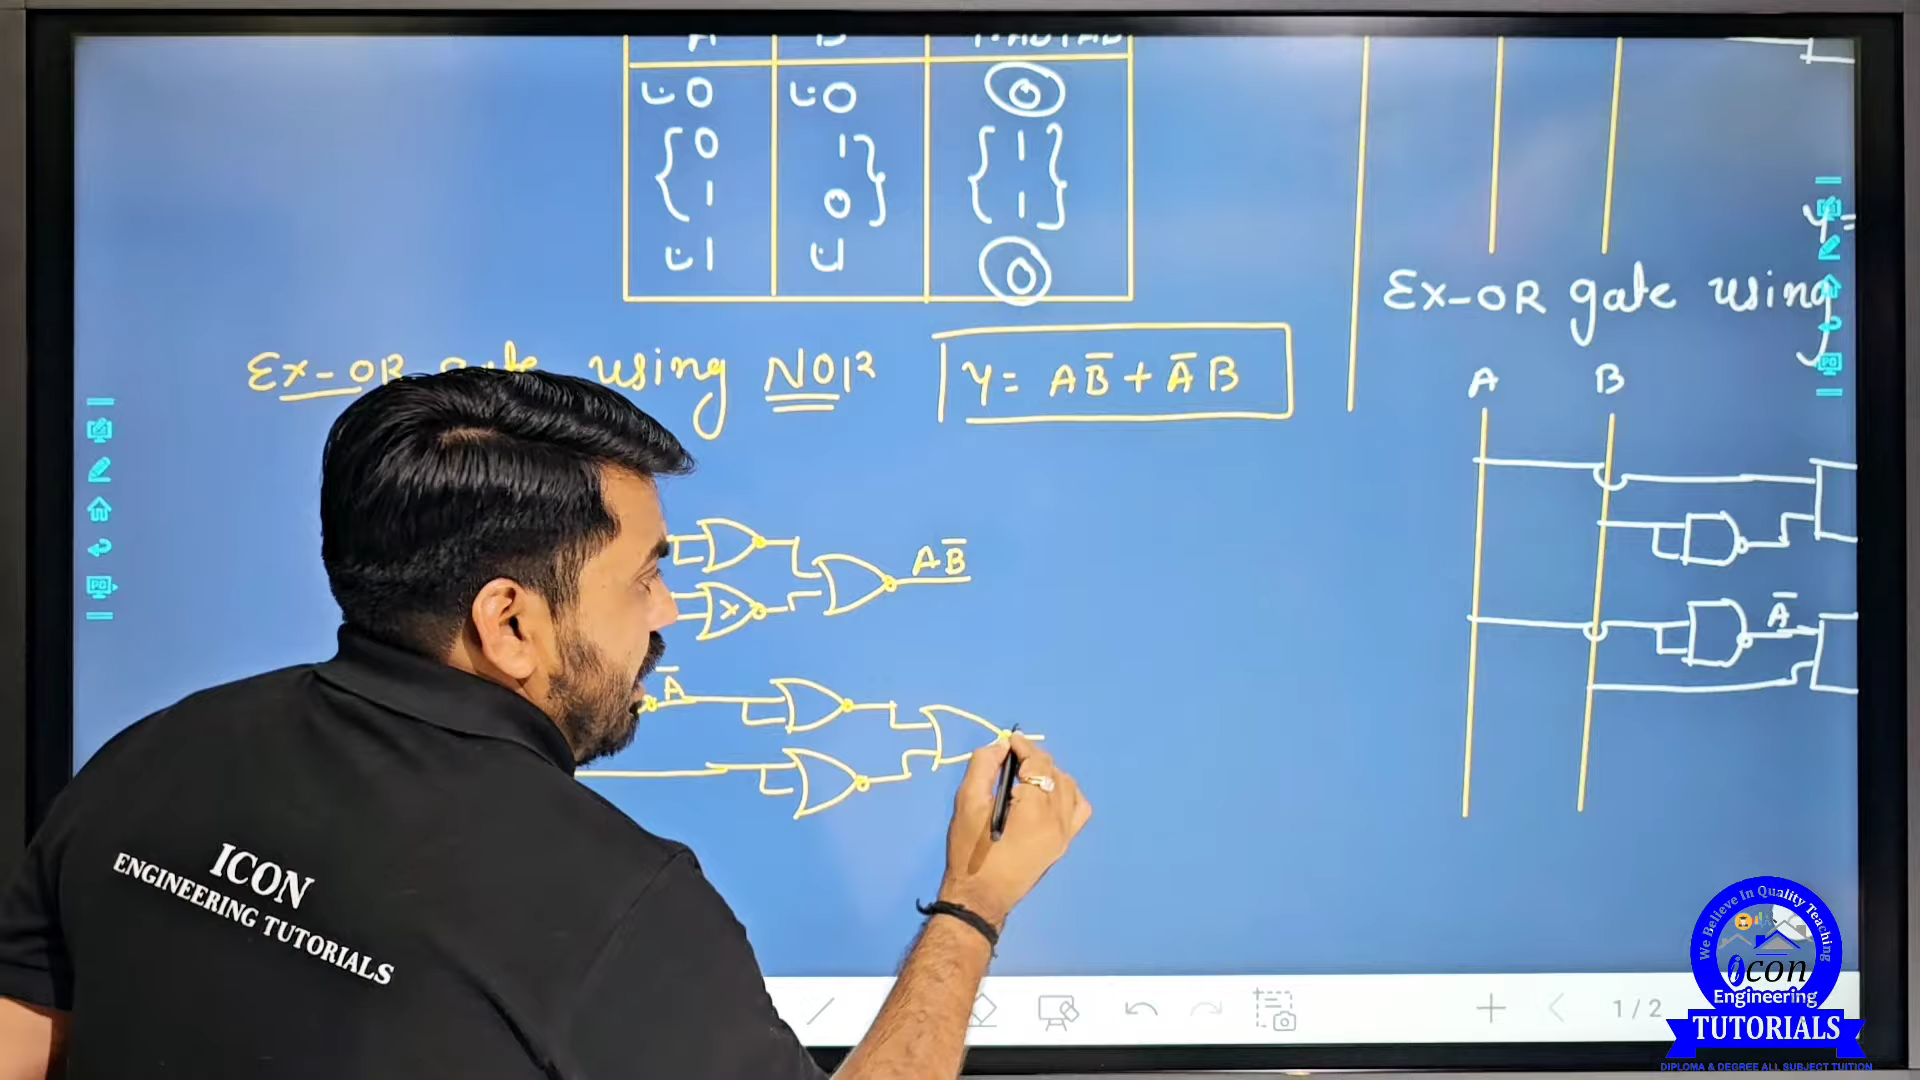 A B
0 0 0
0 1 1
1 0 1
1 1 0
Ex-OR gate using NOR
Y = AB̅ + A̅B
AB̅
X
A̅
Y=
Ex-OR gate using
A B
A̅
ICON
ENGINEERING TUTORIALS
1/2
We Believe In Quality Teaching
icon
Engineering
TUTORIALS
DIPLOMA & DEGREE ALL SUBJECT TUITION